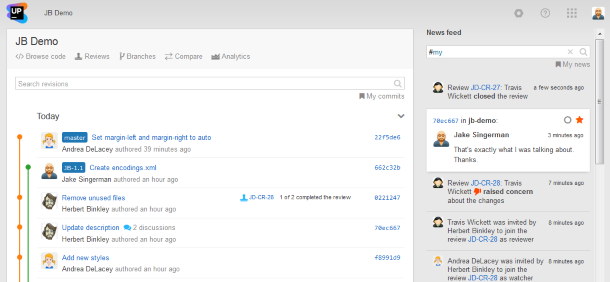 UP
JB Demo
JB Demo
Browse code
Reviews
Branches
Compare
Analytics
Search revisions
My commits
Today
master Set margin-left and margin-right to auto 22f5de6
Andrea DeLacey authored 39 minutes ago
JB-1.1 Create encodings.xml 662c32b
Jake Singerman authored an hour ago
Remove unused files JD-CR-28 1 of 2 completed the review 0221247
Herbert Binkley authored an hour ago
Update description 2 discussions 70ec667
Herbert Binkley authored an hour ago
Add new styles f8991d9
Andrea DeLacey authored an hour ago
News feed
#my
My news
Review JD-CR-27: Travis a few seconds ago
Wickett closed the review
70ec667 in jb-demo:
Jake Singerman 3 minutes ago
That's exactly what I was talking about.
Thanks.
Review JD-CR-28: Travis 7 minutes ago
Wickett raised concern
about the changes
Travis Wickett was invited by 8 minutes ago
Herbert Binkley to join the
review JD-CR-28 as reviewer
Andrea DeLacey was invited by 8 minutes ago
Herbert Binkley to join the
review JD-CR-28 as watcher